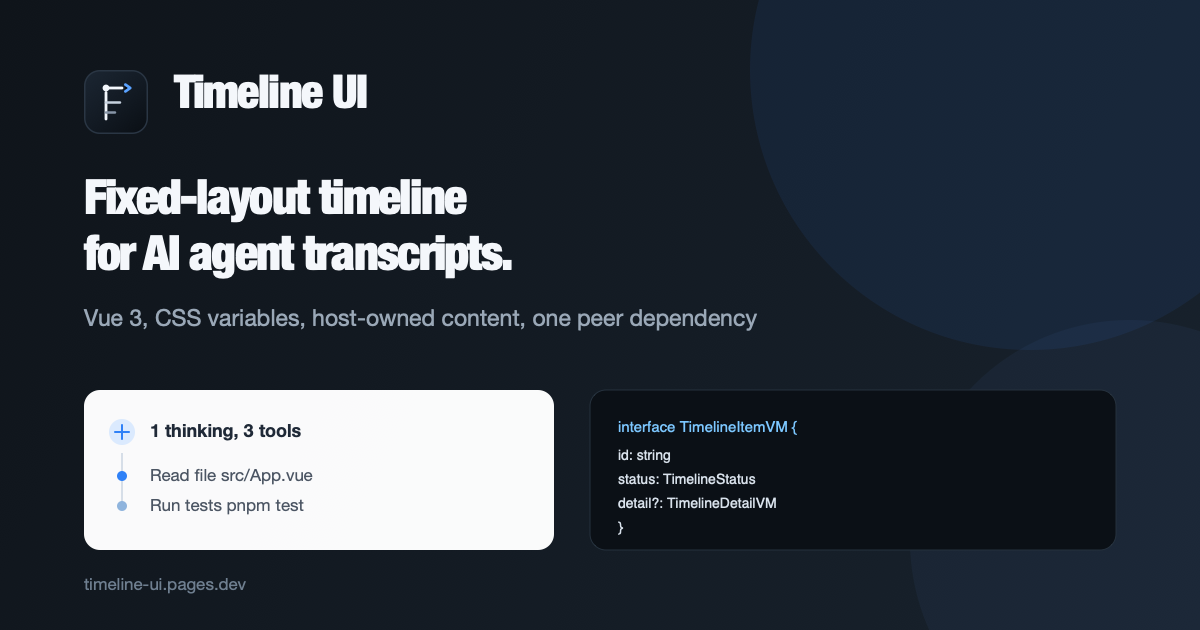 Timeline UI
Fixed-layout timeline
for AI agent transcripts.
Vue 3, CSS variables, host-owned content, one peer dependency
1 thinking, 3 tools
Read file src/App.vue
Run tests pnpm test
interface TimelineItemVM {
id: string
status: TimelineStatus
detail?: TimelineDetailVM
}
timeline-ui.pages.dev